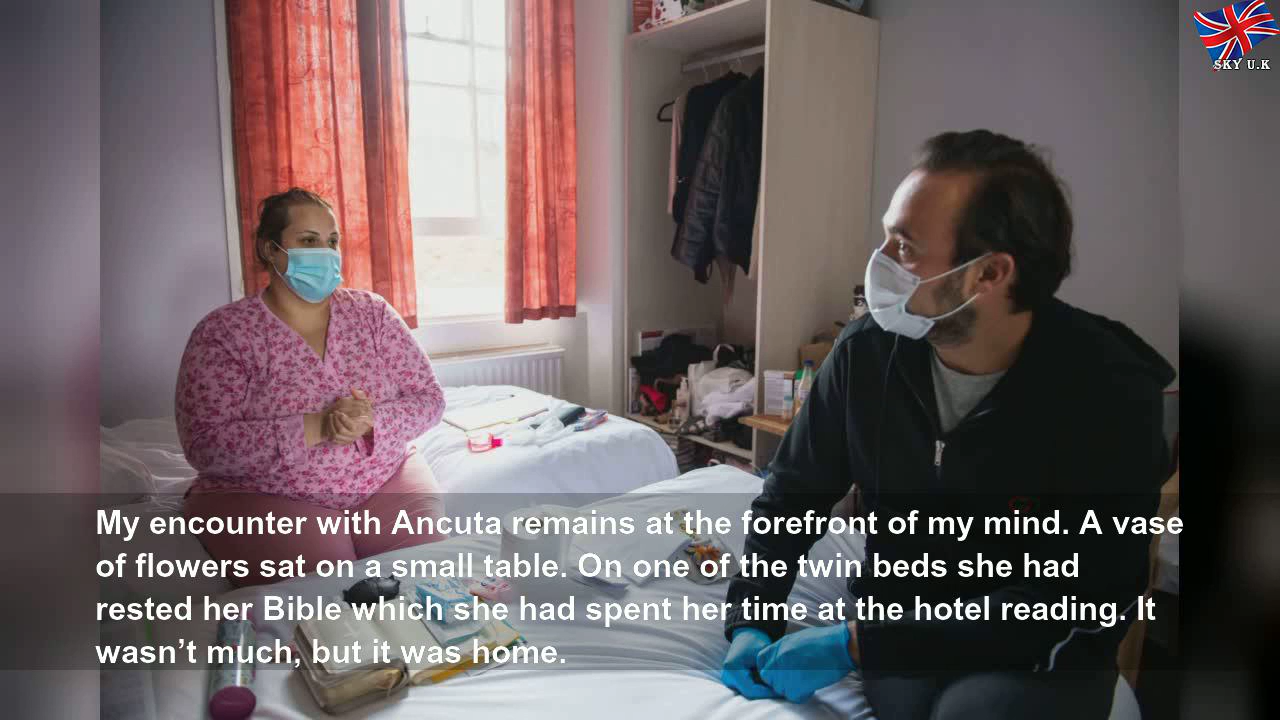 SKY U.K
My encounter with Ancuta remains at the forefront of my mind. A vase
of flowers sat on a small table. On one of the twin beds she had
rested her Bible which she had spent her time at the hotel reading. It
wasn’t much, but it was home.